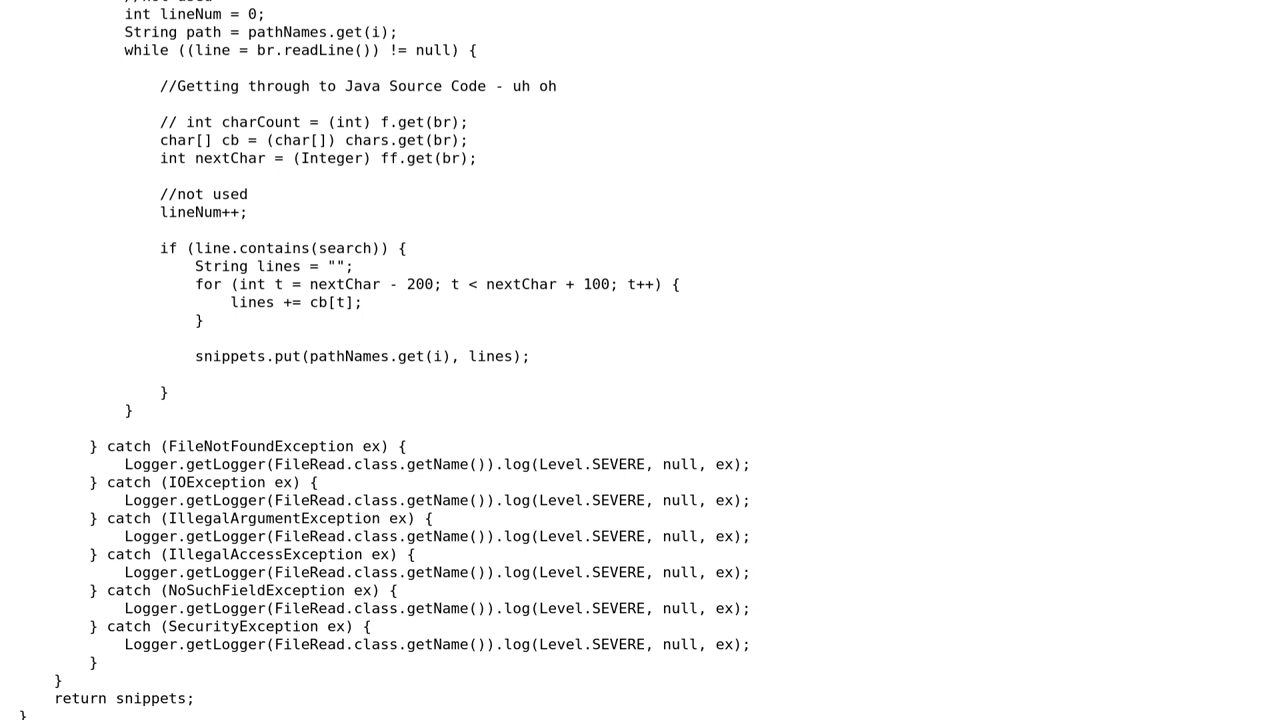 //not used
int lineNum = 0;
String path = pathNames.get(i);
while ((line = br.readLine()) != null) {
//Getting through to Java Source Code - uh oh
// int charCount = (int) f.get(br);
char[] cb = (char[]) chars.get(br);
int nextChar = (Integer) ff.get(br);
//not used
lineNum++;
if (line.contains(search)) {
String lines = "";
for (int t = nextChar - 200; t < nextChar + 100; t++) {
lines += cb[t];
}
snippets.put(pathNames.get(i), lines);
}
}
} catch (FileNotFoundException ex) {
Logger.getLogger(FileRead.class.getName()).log(Level.SEVERE, null, ex);
} catch (IOException ex) {
Logger.getLogger(FileRead.class.getName()).log(Level.SEVERE, null, ex);
} catch (IllegalArgumentException ex) {
Logger.getLogger(FileRead.class.getName()).log(Level.SEVERE, null, ex);
} catch (IllegalAccessException ex) {
Logger.getLogger(FileRead.class.getName()).log(Level.SEVERE, null, ex);
} catch (NoSuchFieldException ex) {
Logger.getLogger(FileRead.class.getName()).log(Level.SEVERE, null, ex);
} catch (SecurityException ex) {
Logger.getLogger(FileRead.class.getName()).log(Level.SEVERE, null, ex);
}
}
return snippets;
}